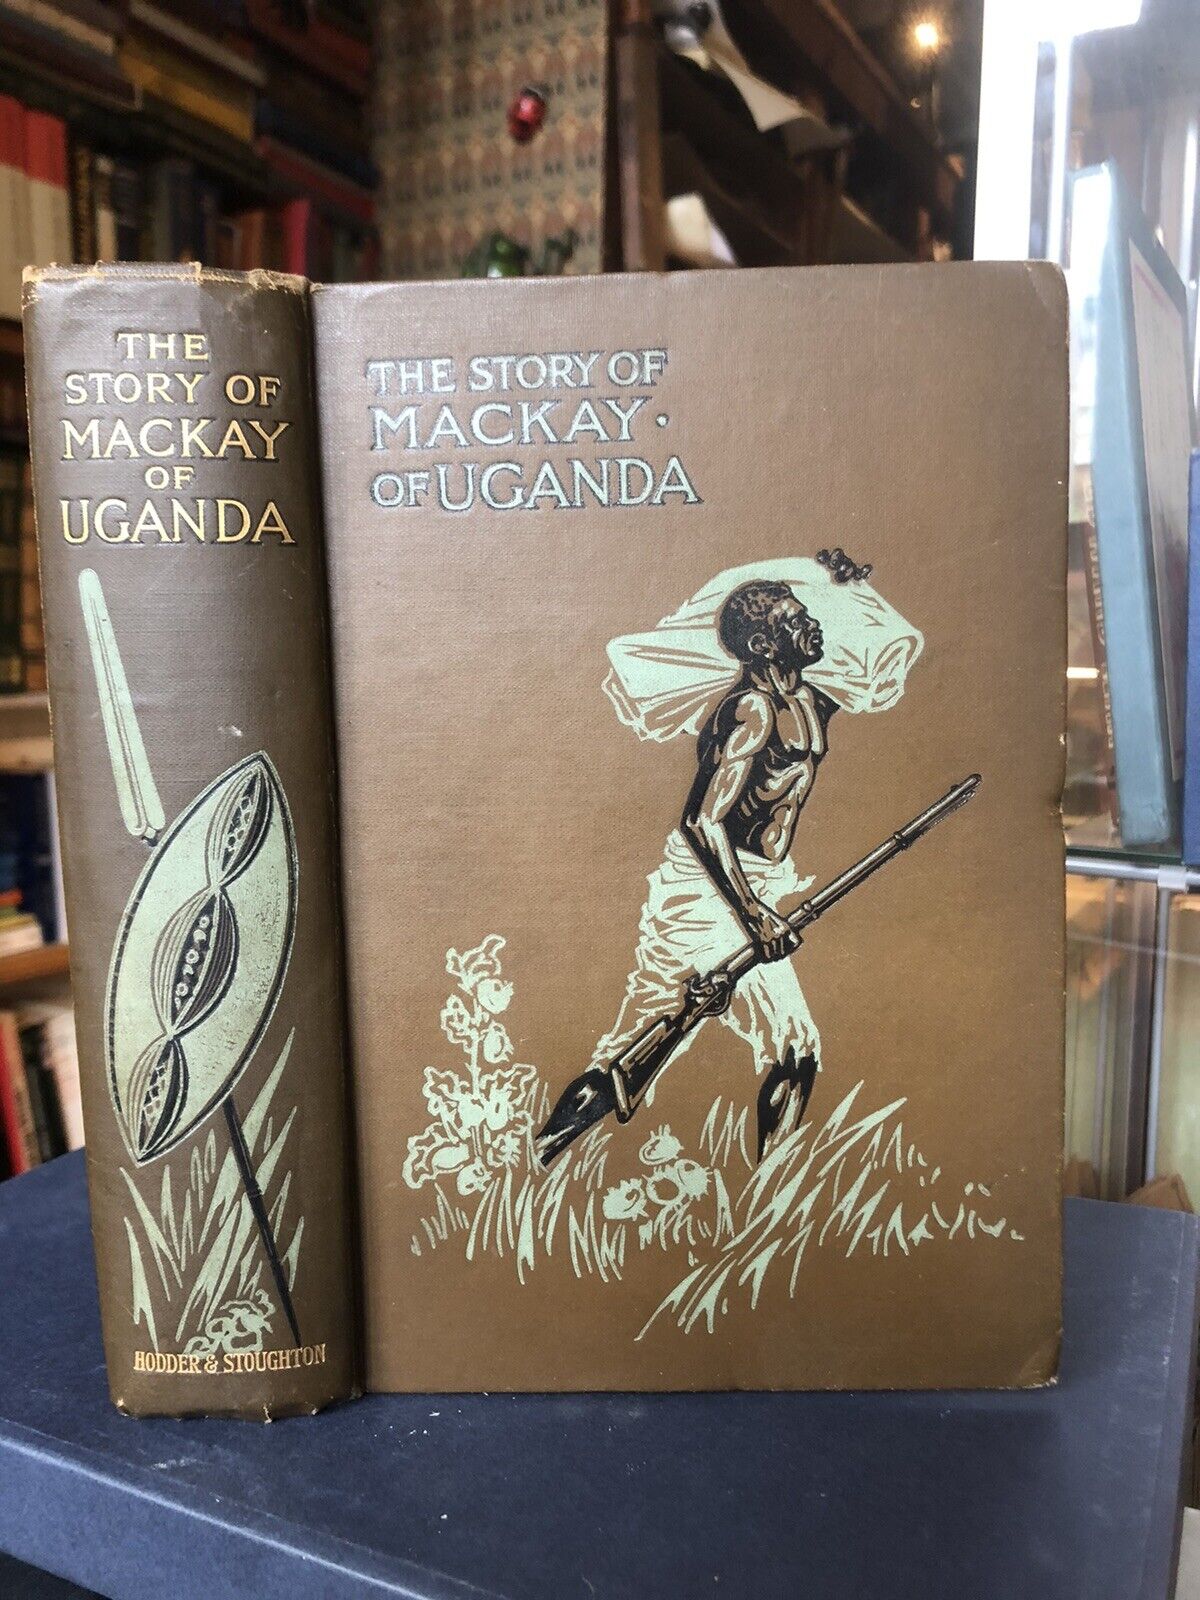 THE
STORY OF
MACKAY
OF
UGANDA
HODDER & STOUGHTON
THE STORY OF
MACKAY ·
OF UGANDA